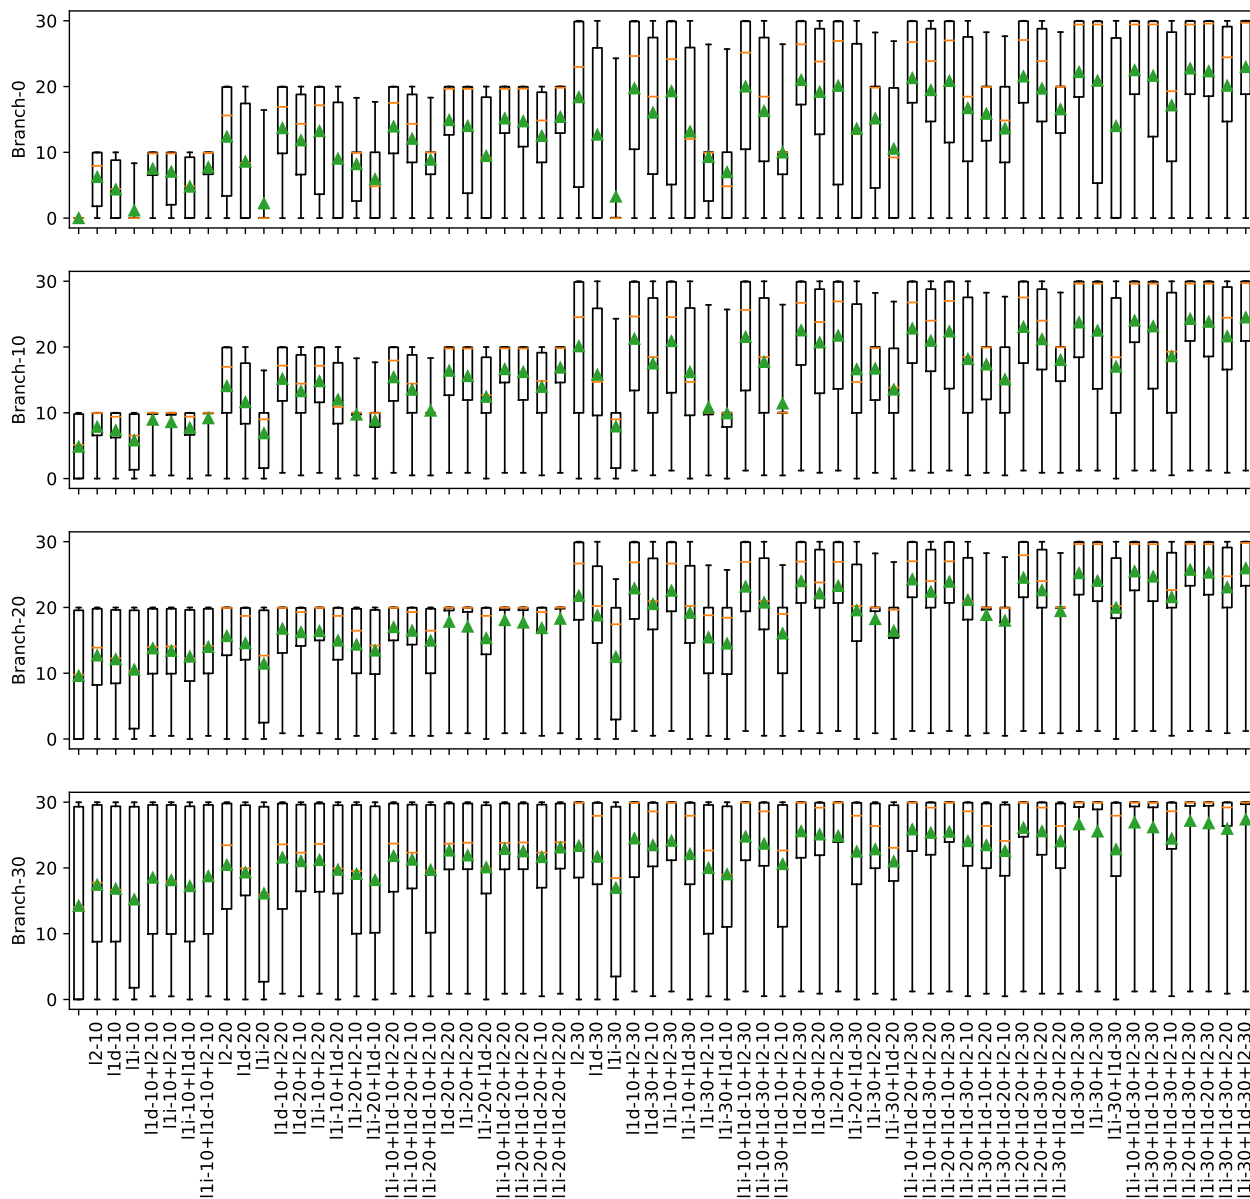 Branch-0
30
20
10
0
Branch-10
30
20
10
0
Branch-20
30
20
10
0
Branch-30
30
20
10
0
l2-10
l1d-10
l1i-10
l1d-10+l2-10
l1i-10+l2-10
l1i-10+l1d-10
l1i-10+l1d-10+l2-10
l2-20
l1d-20
l1i-20
l1d-10+l2-20
l1d-20+l2-10
l1i-10+l2-20
l1i-10+l1d-20
l1i-20+l2-10
l1i-20+l1d-10
l1i-10+l1d-10+l2-20
l1i-10+l1d-20+l2-10
l1i-20+l1d-10+l2-10
l1d-20+l2-20
l1i-20+l2-20
l1i-20+l1d-20
l1i-10+l1d-20+l2-20
l1i-20+l1d-10+l2-20
l1i-20+l1d-20+l2-10
l1i-20+l1d-20+l2-20
l2-30
l1d-30
l1i-30
l1d-10+l2-30
l1d-30+l2-10
l1i-10+l2-30
l1i-10+l1d-30
l1i-30+l2-10
l1i-30+l1d-10
l1i-10+l1d-10+l2-30
l1i-10+l1d-30+l2-10
l1i-30+l1d-10+l2-10
l1d-20+l2-30
l1d-30+l2-20
l1i-20+l2-30
l1i-20+l1d-30
l1i-30+l2-20
l1i-30+l1d-20
l1i-10+l1d-20+l2-30
l1i-10+l1d-30+l2-20
l1i-20+l1d-10+l2-30
l1i-20+l1d-30+l2-10
l1i-30+l1d-10+l2-20
l1i-30+l1d-20+l2-10
l1i-20+l1d-20+l2-30
l1i-20+l1d-30+l2-20
l1i-30+l1d-20+l2-20
l1d-30+l2-30
l1i-30+l2-30
l1i-30+l1d-30
l1i-10+l1d-30+l2-30
l1i-30+l1d-10+l2-30
l1i-30+l1d-30+l2-10
l1i-20+l1d-30+l2-30
l1i-30+l1d-20+l2-30
l1i-30+l1d-30+l2-20
l1i-30+l1d-30+l2-30